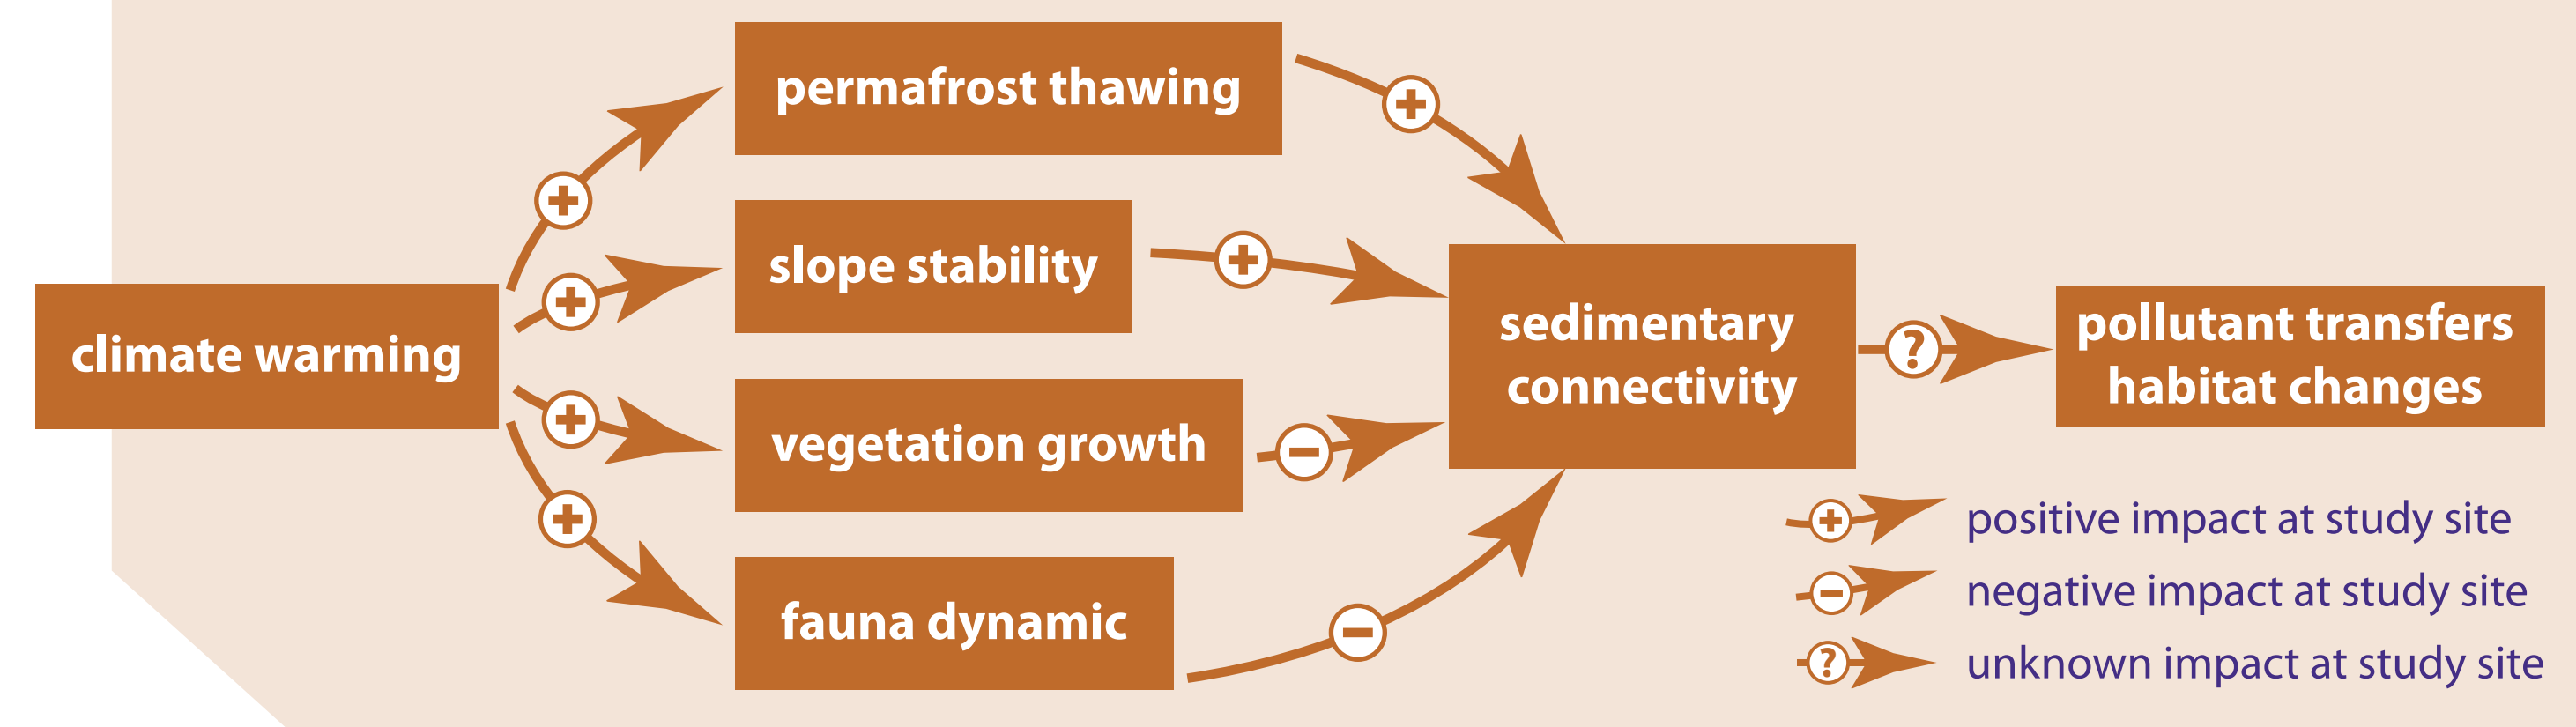 climate warming
permafrost thawing
slope stability
vegetation growth
fauna dynamic
sedimentary
connectivity
pollutant transfers
habitat changes
+
+
+
+
+
+
−
−
?
+ positive impact at study site
− negative impact at study site
? unknown impact at study site